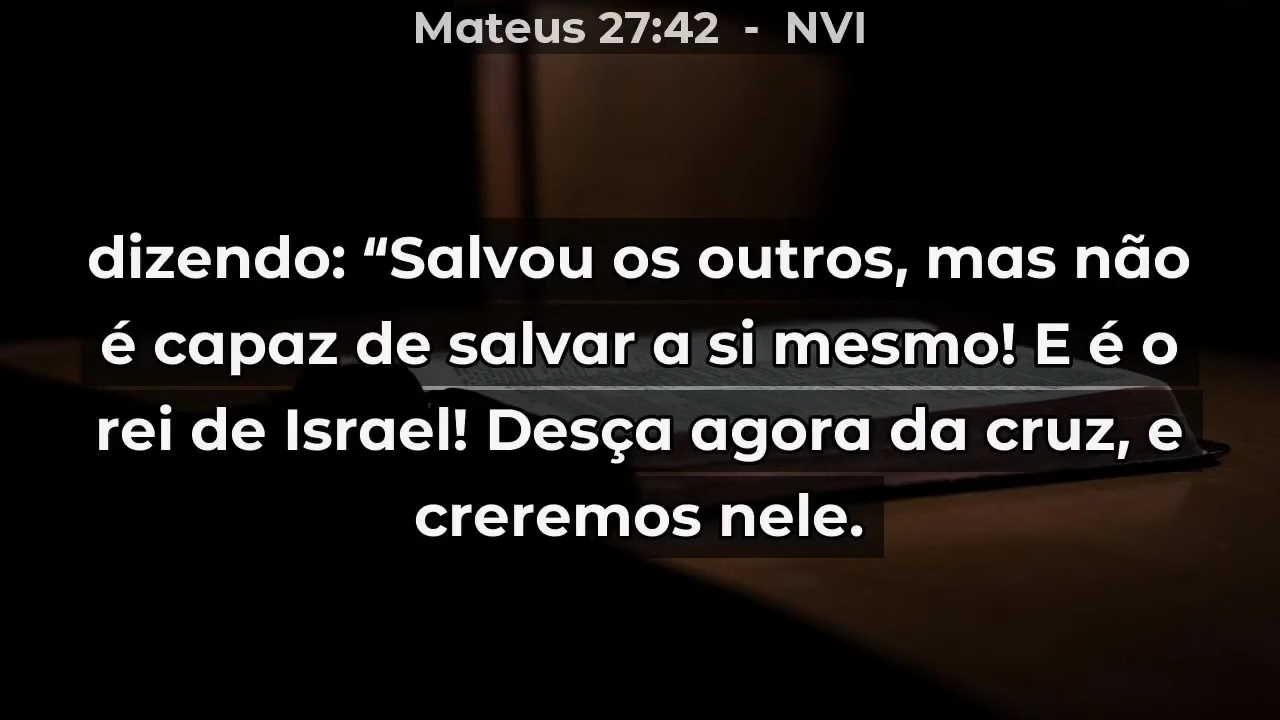 Mateus 27:42 - NVI
dizendo: “Salvou os outros, mas não
é capaz de salvar a si mesmo! E é o
rei de Israel! Desça agora da cruz, e
creremos nele.